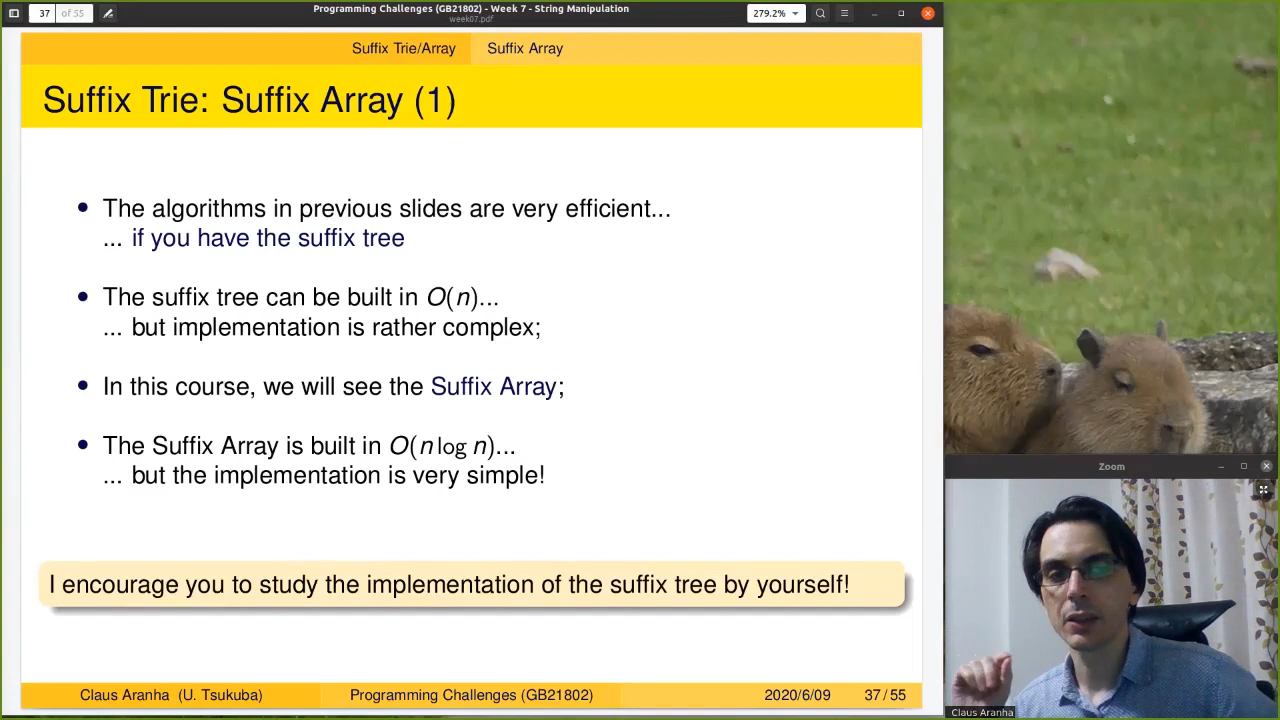 37 of 55
Programming Challenges (GB21802) - Week 7 - String Manipulation
week07.pdf
279.2%
Suffix Trie/Array Suffix Array
Suffix Trie: Suffix Array (1)
• The algorithms in previous slides are very efficient...
... if you have the suffix tree
• The suffix tree can be built in O(n)...
... but implementation is rather complex;
• In this course, we will see the Suffix Array;
• The Suffix Array is built in O(n log n)...
... but the implementation is very simple!
I encourage you to study the implementation of the suffix tree by yourself!
Claus Aranha (U. Tsukuba) Programming Challenges (GB21802) 2020/6/09 37 / 55
Zoom
Claus Aranha